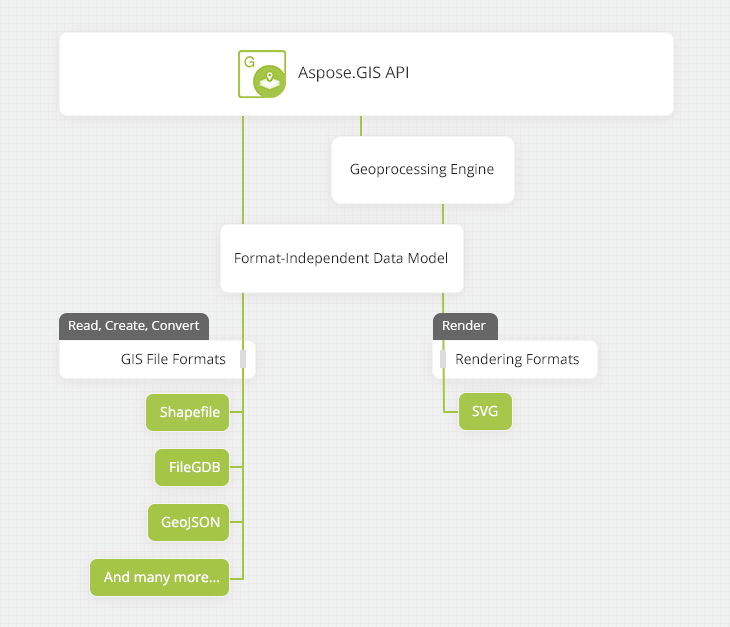 G
Aspose.GIS API
Geoprocessing Engine
Format-Independent Data Model
Read, Create, Convert
Render
GIS File Formats
Rendering Formats
Shapefile
SVG
FileGDB
GeoJSON
And many more...